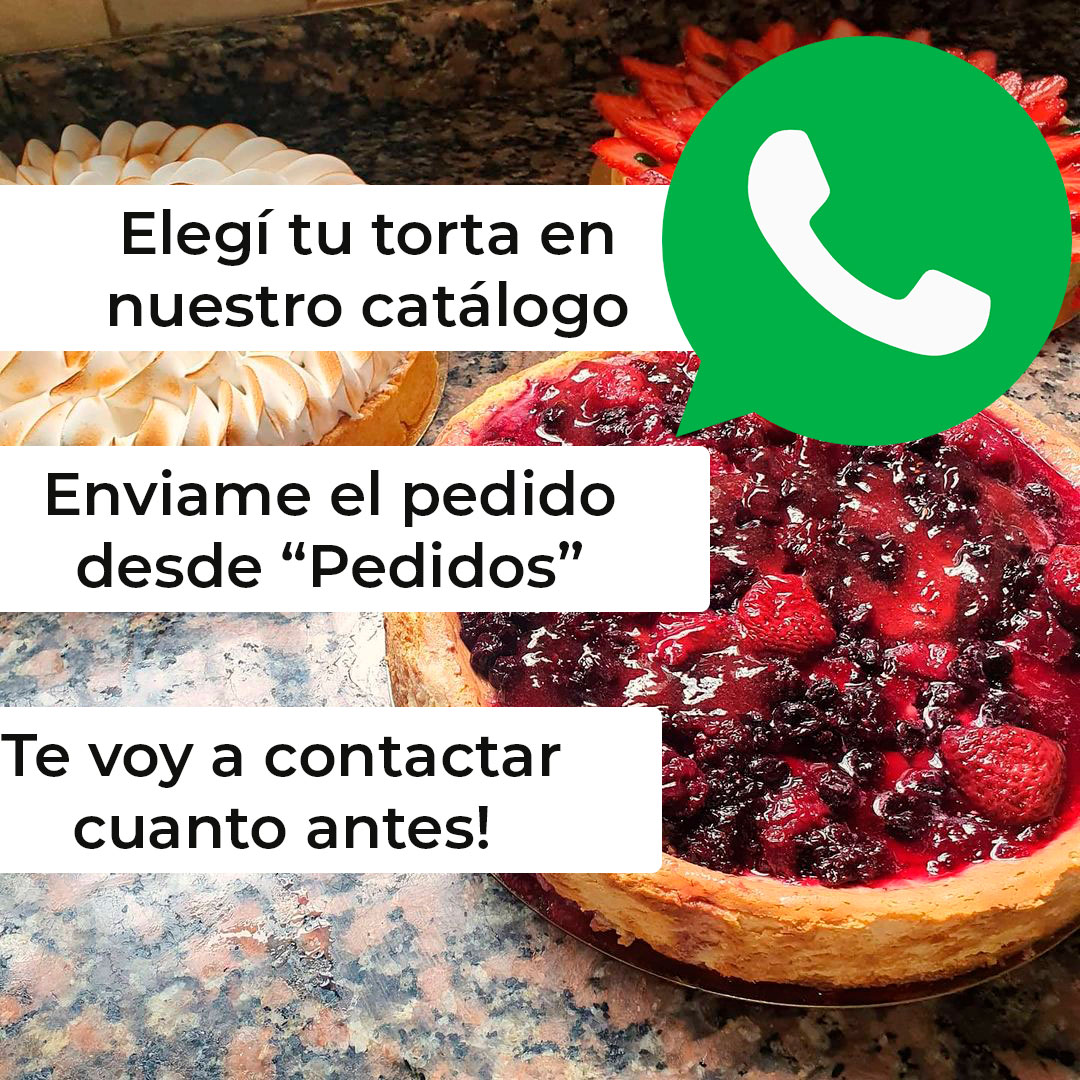 Elegí tu torta en
nuestro catálogo
Enviame el pedido
desde “Pedidos”
Te voy a contactar
cuanto antes!